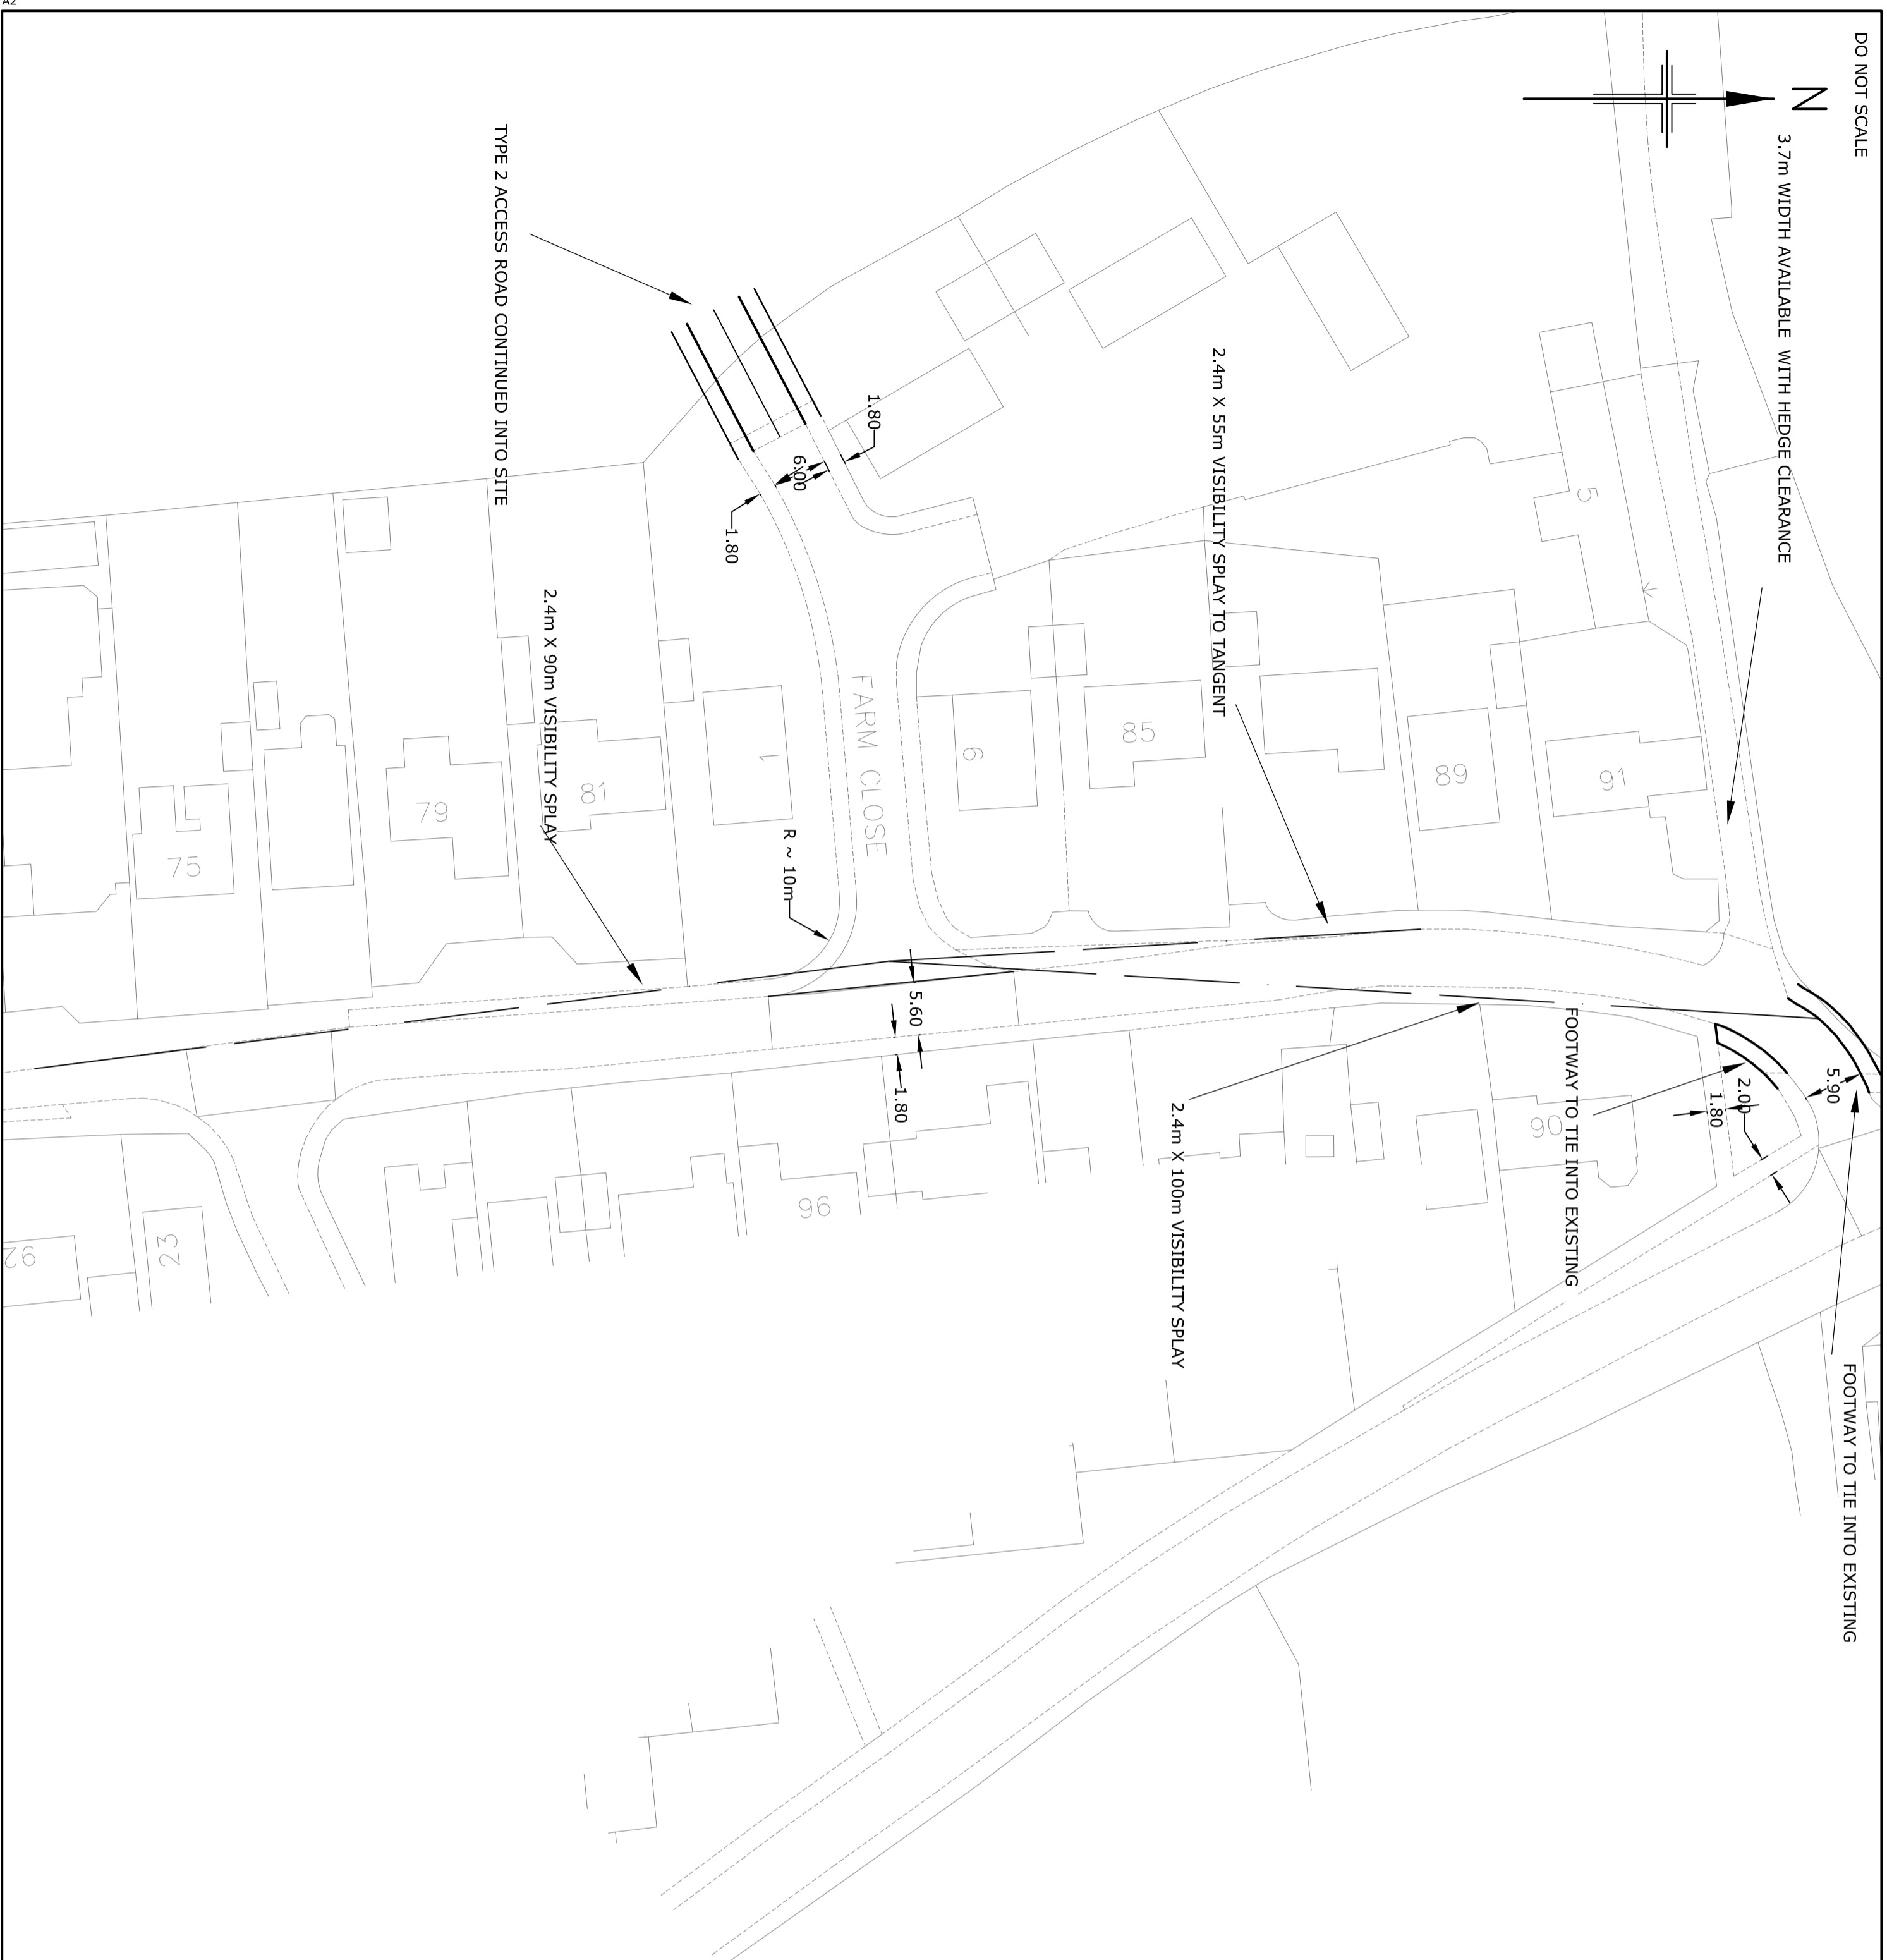 A2
DO NOT SCALE
N
3.7m WIDTH AVAILABLE WITH HEDGE CLEARANCE
TYPE 2 ACCESS ROAD CONTINUED INTO SITE
2.4m X 55m VISIBILITY SPLAY TO TANGENT
1.80
6.00
1.80
5
2.4m X 90m VISIBILITY SPLAY
FARM CLOSE
1
9
85
89
91
81
79
75
R ~ 10m
5.60
1.80
2.4m X 100m VISIBILITY SPLAY
FOOTWAY TO TIE INTO EXISTING
5.90
2.00
1.80
90
96
23
FOOTWAY TO TIE INTO EXISTING